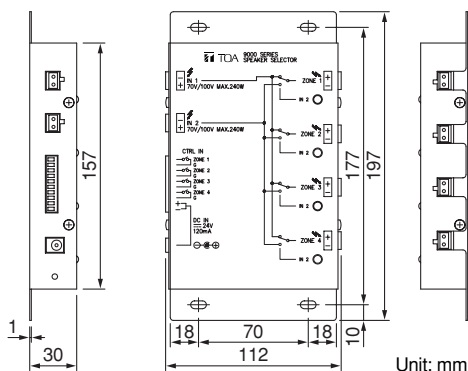 TOA 9000 SERIES
SPEAKER SELECTOR
IN 1
70V/100V MAX.240W
ZONE 1
IN 2
IN 2
70V/100V MAX.240W
ZONE 2
IN 2
CTRL IN
ZONE 1
G
ZONE 2
G
ZONE 3
G
ZONE 4
G
ZONE 3
IN 2
DC IN
24V
120mA
ZONE 4
IN 2
157
177
197
1
30
18
70
18
10
112
Unit: mm